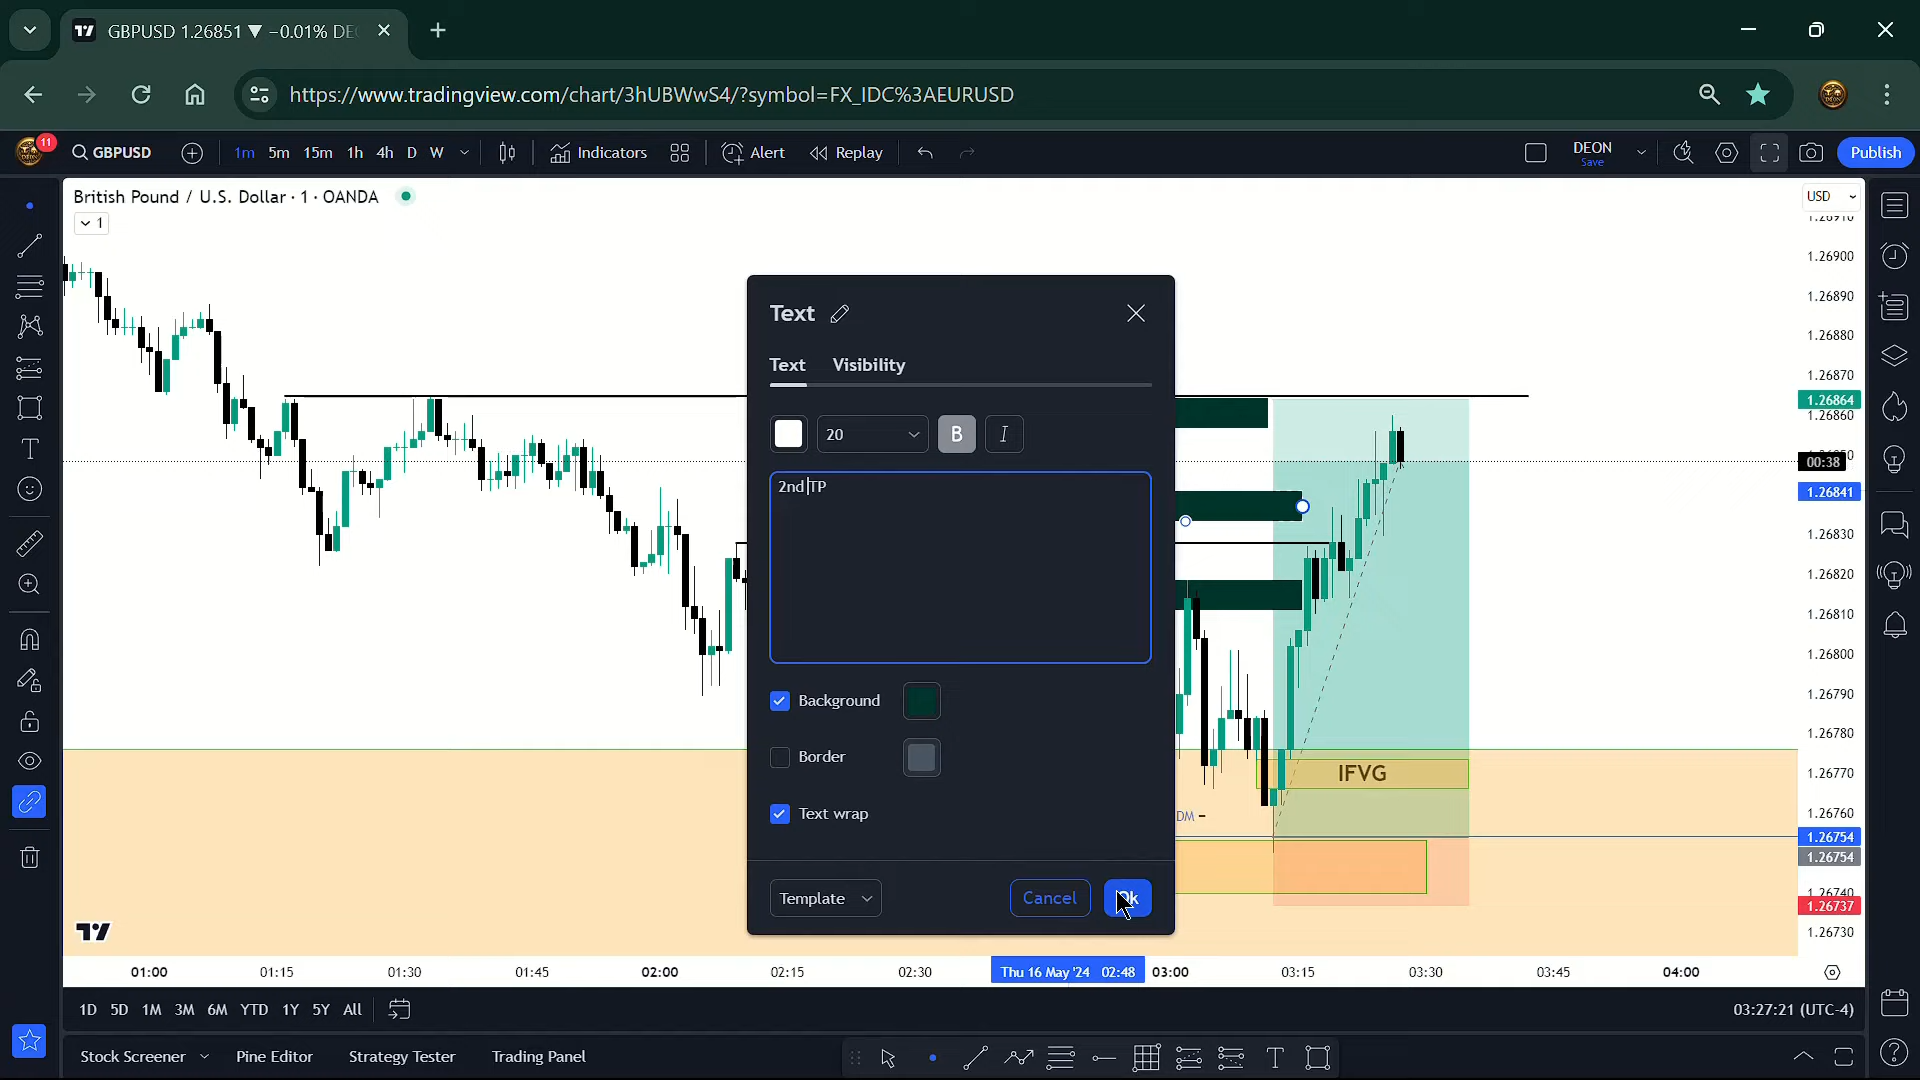 GBPUSD 1.26851 ▼ −0.01% DE
https://www.tradingview.com/chart/3hUBWwS4/?symbol=FX_IDC%3AEURUSD
11
GBPUSD
1m 5m 15m 1h 4h D W
Indicators
Alert
Replay
DEON
Save
Publish
British Pound / U.S. Dollar · 1 · OANDA
USD
1
1.26900
1.26890
1.26880
1.26870
1.26864
1.26860
00:38
1.26841
1.26830
1.26820
1.26810
1.26800
1.26790
1.26780
1.26770
1.26760
1.26754
1.26754
1.26740
1.26737
1.26730
Text
Text Visibility
20 B I
2nd TP
Background
Border
Text wrap
Template Cancel Ok
IFVG
DM –
01:00 01:15 01:30 01:45 02:00 02:15 02:30 Thu 16 May '24 02:48 03:00 03:15 03:30 03:45 04:00
1D 5D 1M 3M 6M YTD 1Y 5Y All
03:27:21 (UTC-4)
Stock Screener Pine Editor Strategy Tester Trading Panel